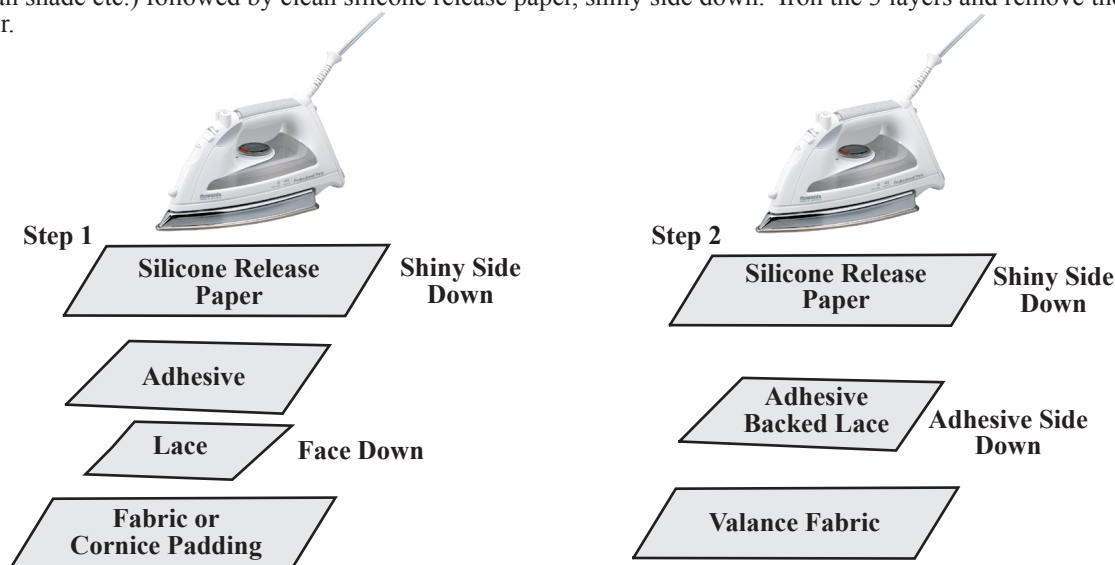 shade etc.) followed by clean silicone release paper, shiny side down. Iron the 3 layers and remove the
r.
Step 1
Silicone Release
Paper
Shiny Side
Down
Adhesive
Lace
Face Down
Fabric or
Cornice Padding
Step 2
Silicone Release
Paper
Shiny Side
Down
Adhesive
Backed Lace
Adhesive Side
Down
Valance Fabric